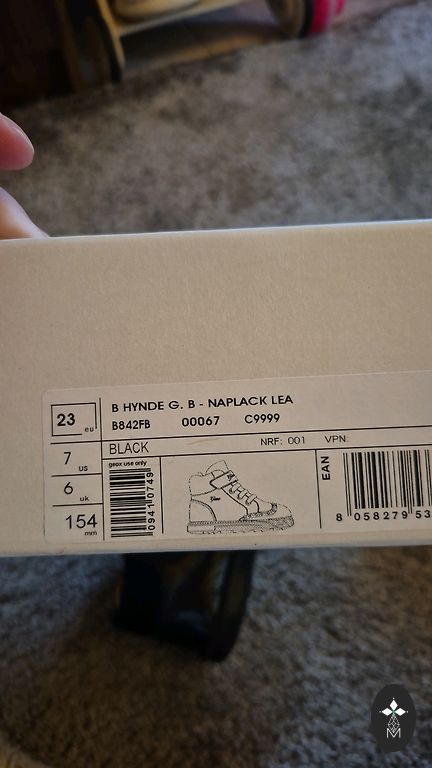 23 eu
B HYNDE G. B - NAPLACK LEA
B842FB 00067 C9999
BLACK
NRF: 001 VPN:
7 US
6 uk
154 mm
geox use only
09410749
EAN
8 058279 53
M